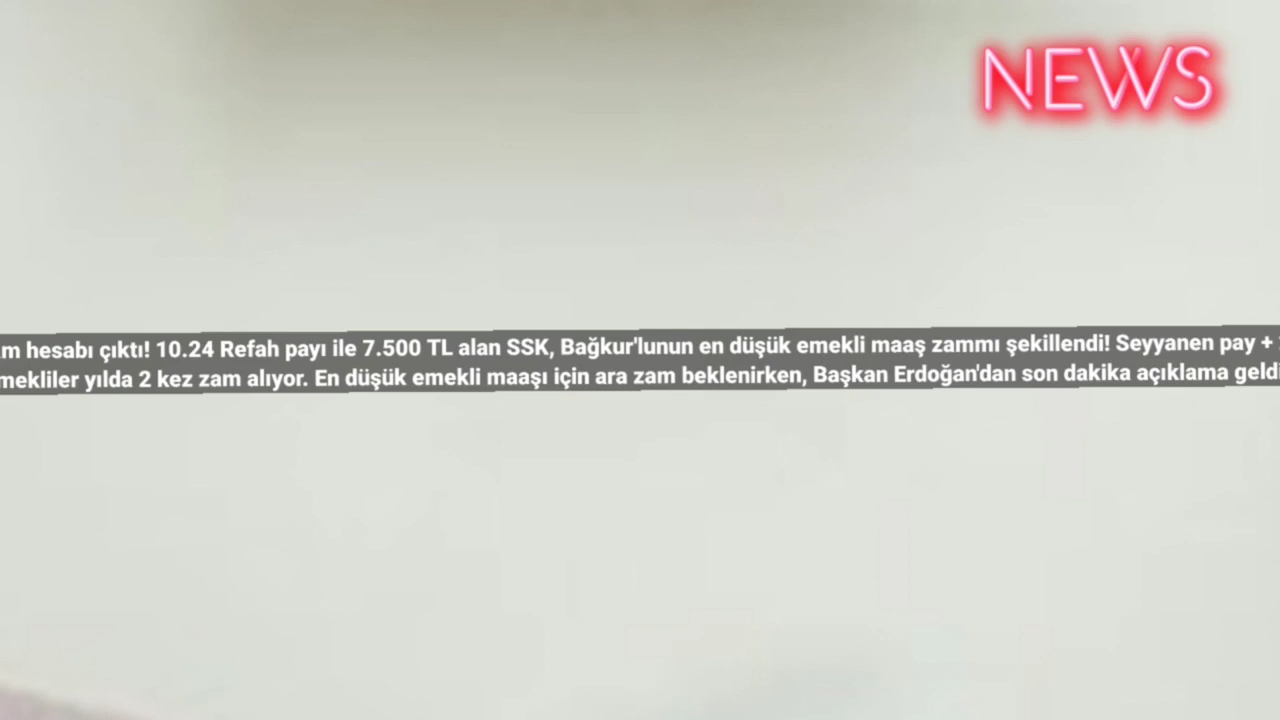 NEWS
hesabı çıktı! 10.24 Refah payı ile 7.500 TL alan SSK, Bağkur'lunun en düşük emekli maaş zammı şekillendi! Seyyanen pay +
yılda 2 kez zam alıyor. En düşük emekli maaşı için ara zam beklenirken, Başkan Erdoğan'dan son dakika açıklama geldi